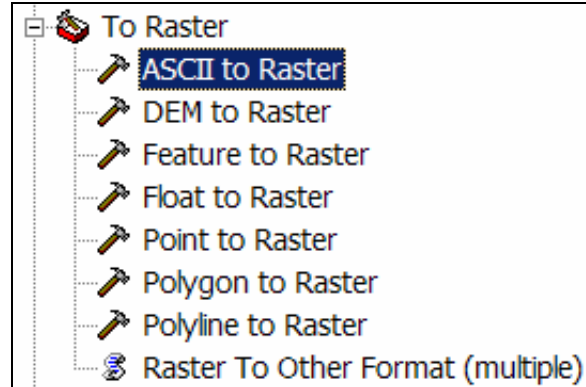 To Raster
ASCII to Raster
DEM to Raster
Feature to Raster
Float to Raster
Point to Raster
Polygon to Raster
Polyline to Raster
Raster To Other Format (multiple)